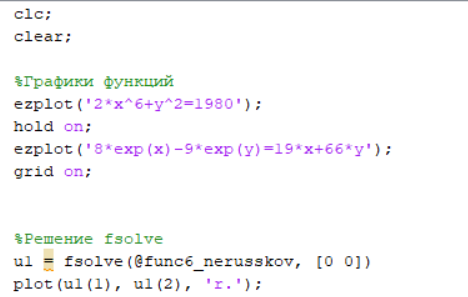 clc;
clear;
%Графики функций
ezplot('2*x^6+y^2=1980');
hold on;
ezplot('8*exp(x)-9*exp(y)=19*x+66*y');
grid on;
%Решение fsolve
u1 = fsolve(@func6_nerusskov, [0 0])
plot(u1(1), u1(2), 'r.');